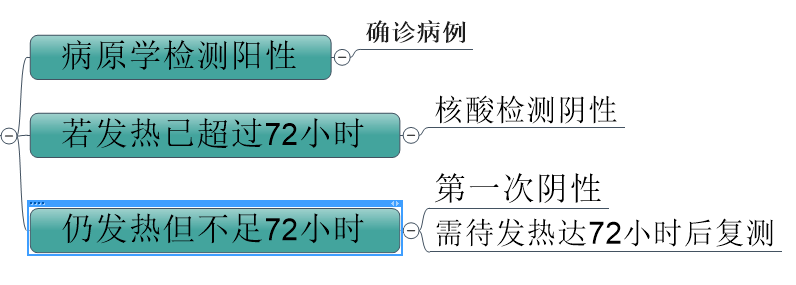 病原学检测阳性
确诊病例
若发热已超过72小时
核酸检测阴性
仍发热但不足72小时
第一次阴性
需待发热达72小时后复测